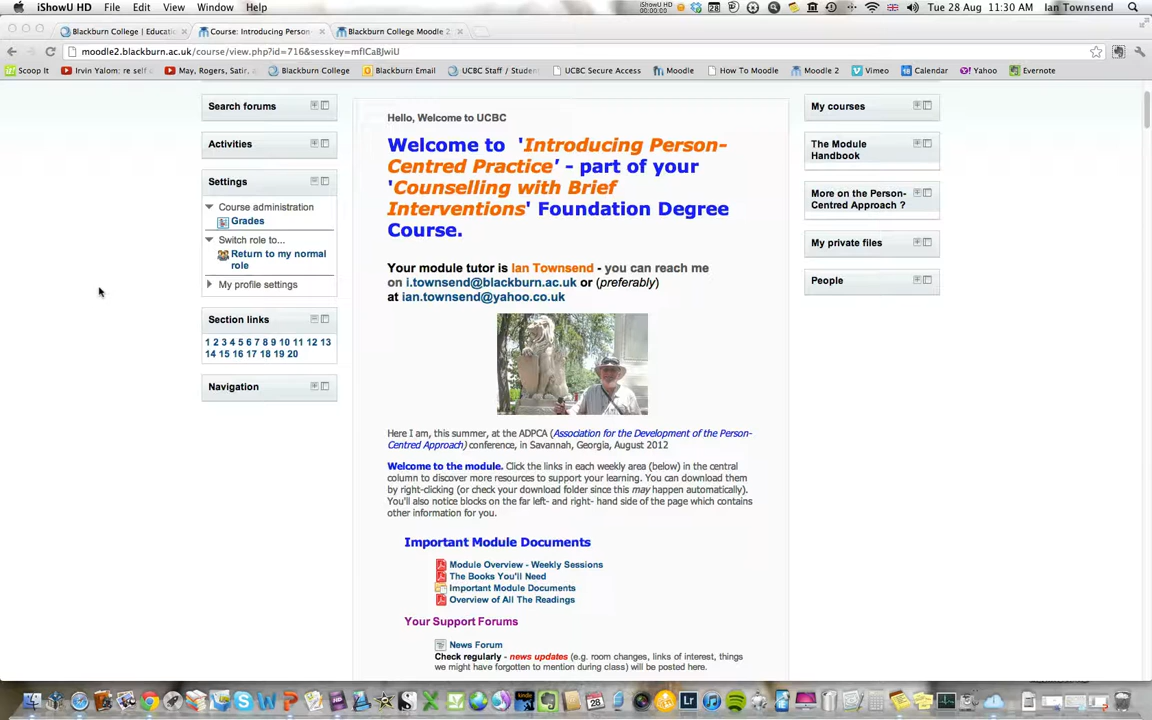 iShowU HD File Edit View Window Help iShowU HD 00:00:00 28 Tue 28 Aug 11:30 AM Ian Townsend
Blackburn College | Educati Course: Introducing Person- Blackburn College Moodle 2
moodle2.blackburn.ac.uk/course/view.php?id=716&sesskey=mfICaBJwiU
Scoop It Irvin Yalom: re self d May, Rogers, Satir, a Blackburn College Blackburn Email UCBC Staff / Studen UCBC Secure Access Moodle How To Moodle Moodle 2 Vimeo 18 Calendar Yahoo Evernote
Search forums
Activities
Settings
Course administration
Grades
Switch role to...
Return to my normal
role
My profile settings
Section links
1 2 3 4 5 6 7 8 9 10 11 12 13
14 15 16 17 18 19 20
Navigation
Hello, Welcome to UCBC
Welcome to 'Introducing Person-
Centred Practice' - part of your
'Counselling with Brief
Interventions' Foundation Degree
Course.
Your module tutor is Ian Townsend - you can reach me
on i.townsend@blackburn.ac.uk or (preferably)
at ian.townsend@yahoo.co.uk
Here I am, this summer, at the ADPCA (Association for the Development of the Person-
Centred Approach) conference, in Savannah, Georgia, August 2012
Welcome to the module. Click the links in each weekly area (below) in the central
column to discover more resources to support your learning. You can download them
by right-clicking (or check your download folder since this may happen automatically).
You'll also notice blocks on the far left- and right- hand side of the page which contains
other information for you.
Important Module Documents
Module Overview - Weekly Sessions
The Books You'll Need
Important Module Documents
Overview of All The Readings
Your Support Forums
News Forum
Check regularly - news updates (e.g. room changes, links of interest, things
we might have forgotten to mention during class) will be posted here.
My courses
The Module
Handbook
More on the Person-
Centred Approach ?
My private files
People
kindle 28 Lr